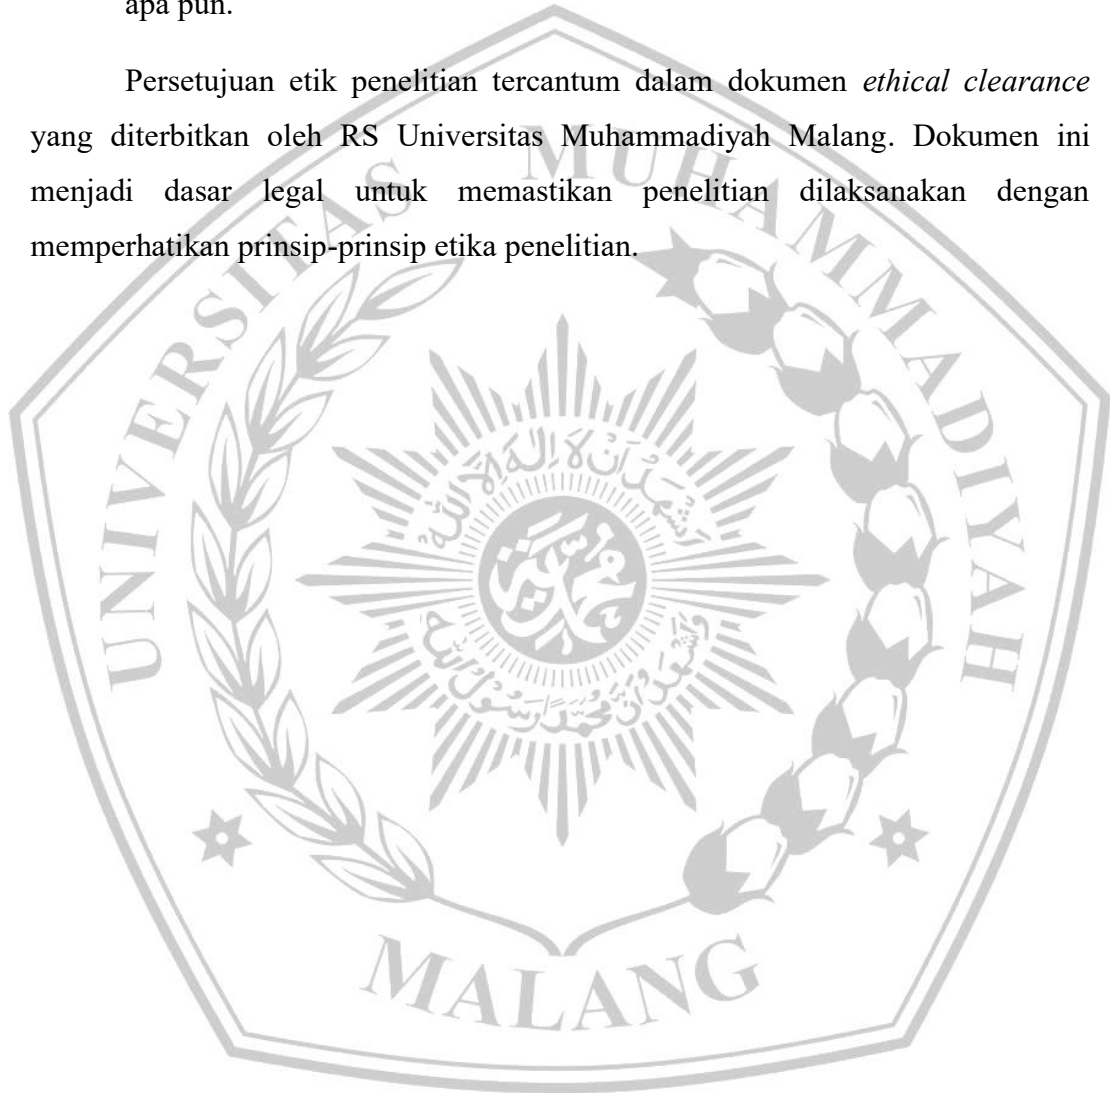 apa pun.
Persetujuan etik penelitian tercantum dalam dokumen ethical clearance
yang diterbitkan oleh RS Universitas Muhammadiyah Malang. Dokumen ini
menjadi dasar legal untuk memastikan penelitian dilaksanakan dengan
memperhatikan prinsip-prinsip etika penelitian.
UNIVERSITAS MUHAMMADIYAH
MALANG